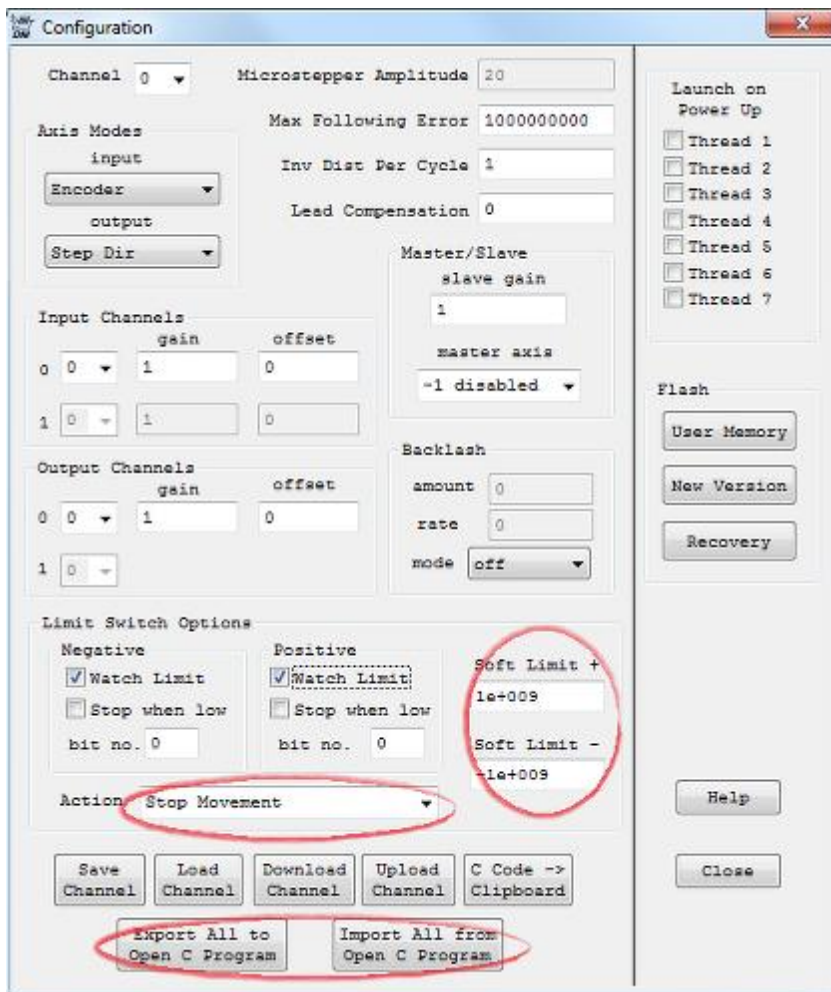 Configuration
Channel 0
Microstepper Amplitude 20
Max Following Error 1000000000
Inv Dist Per Cycle 1
Lead Compensation 0
Axis Modes
input
Encoder
output
Step Dir
Master/Slave
slave gain
1
master axis
-1 disabled
Input Channels
gain offset
0 0 1 0
1 0 1 0
Output Channels
gain offset
0 0 1 0
1 0
Backlash
amount 0
rate 0
mode off
Limit Switch Options
Negative
Watch Limit
Stop when low
bit no. 0
Positive
Watch Limit
Stop when low
bit no. 0
Soft Limit +
1e+009
Soft Limit -
-1e+009
Action Stop Movement
Save Channel
Load Channel
Download Channel
Upload Channel
C Code -> Clipboard
Export All to Open C Program
Import All from Open C Program
Launch on Power Up
Thread 1
Thread 2
Thread 3
Thread 4
Thread 5
Thread 6
Thread 7
Flash
User Memory
New Version
Recovery
Help
Close